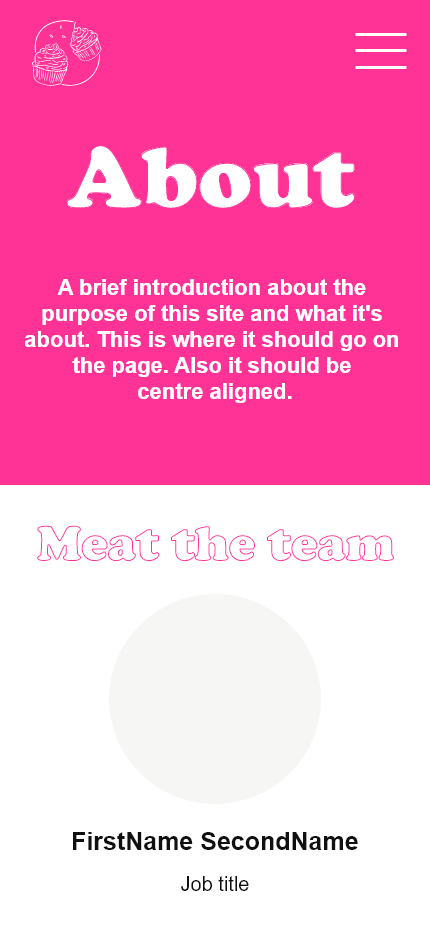 About
A brief introduction about the
purpose of this site and what it's
about. This is where it should go on
the page. Also it should be
centre aligned.
Meat the team
FirstName SecondName
Job title